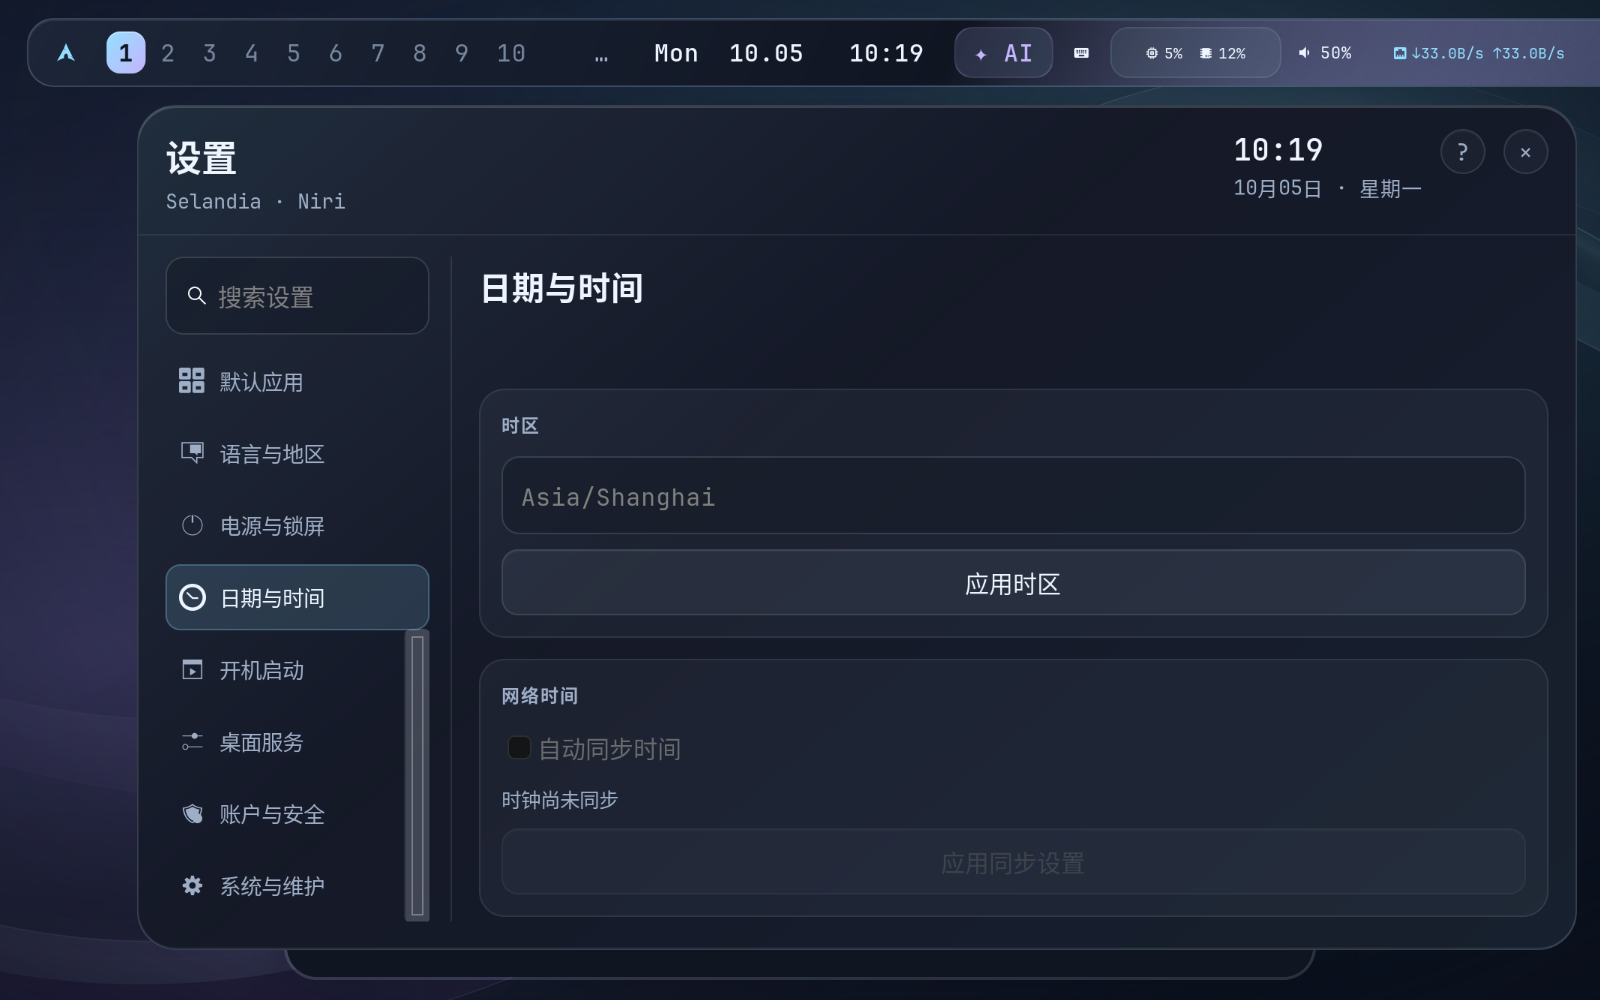 1 2 3 4 5 6 7 8 9 10 … Mon 10.05 10:19 ✦ AI 5% 12% 50% ↓33.0B/s ↑33.0B/s
设置
Selandia · Niri
10:19
10月05日 · 星期一
?
×
搜索设置
默认应用
语言与地区
电源与锁屏
日期与时间
开机启动
桌面服务
账户与安全
系统与维护
日期与时间
时区
Asia/Shanghai
应用时区
网络时间
自动同步时间
时钟尚未同步
应用同步设置